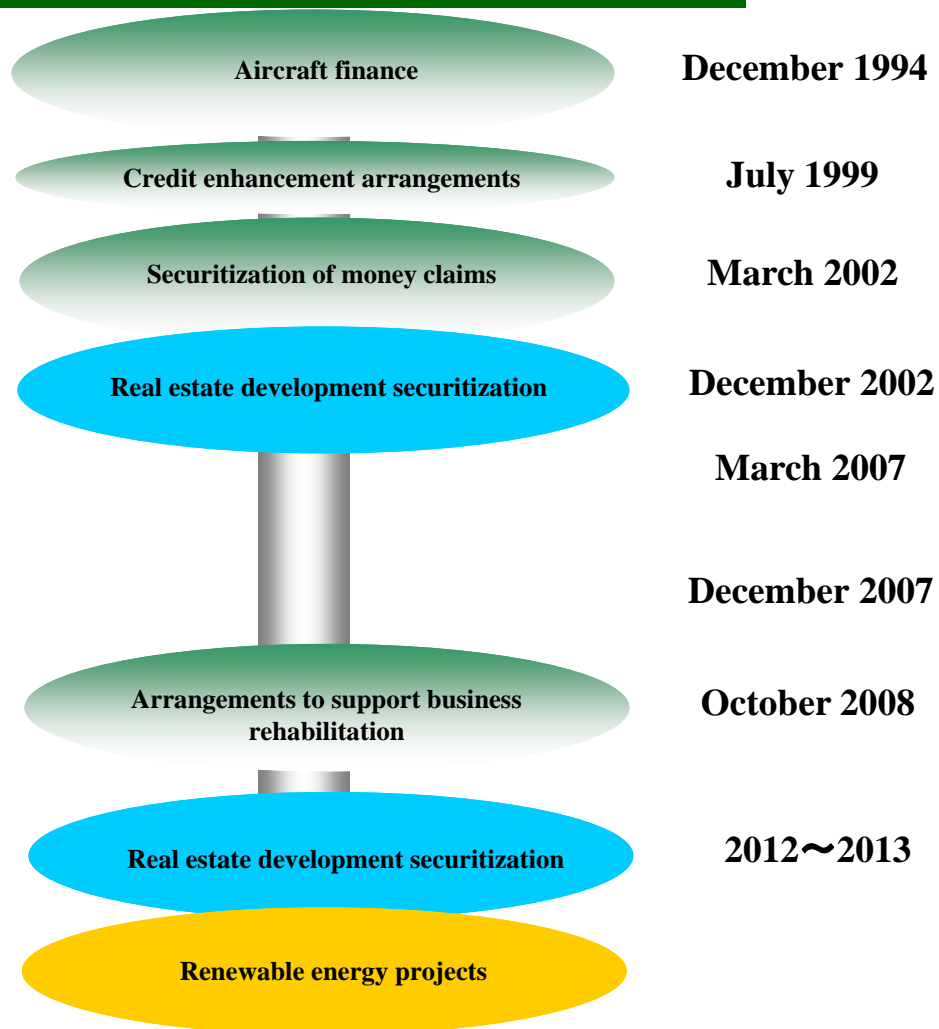 Aircraft finance
December 1994
Credit enhancement arrangements
July 1999
Securitization of money claims
March 2002
Real estate development securitization
December 2002
March 2007
December 2007
Arrangements to support business
rehabilitation
October 2008
Real estate development securitization
2012～2013
Renewable energy projects